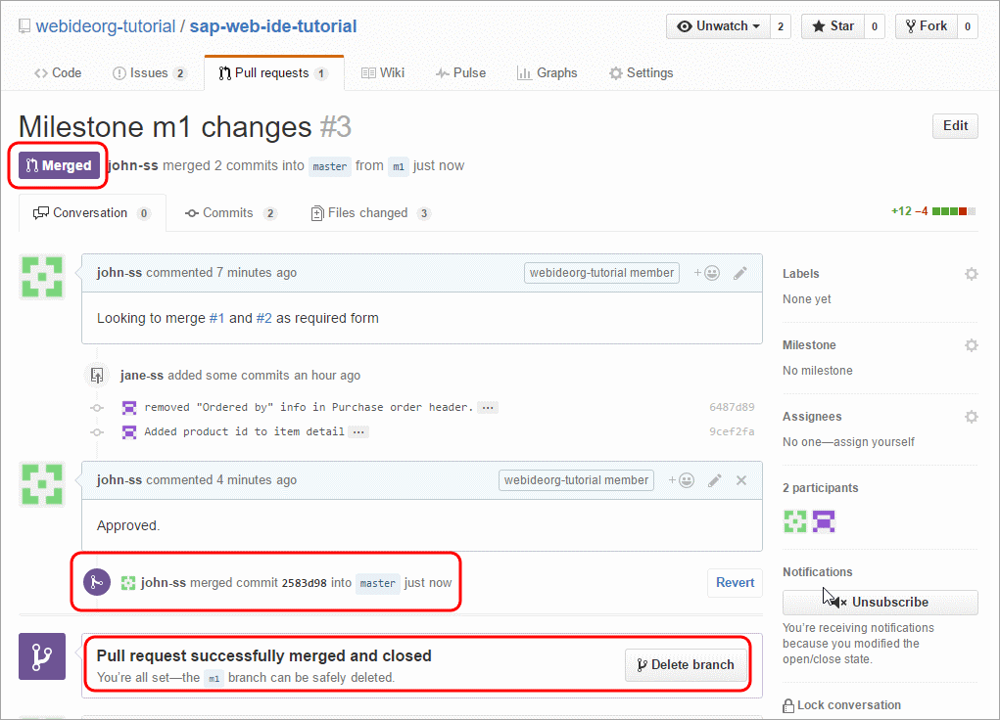 webideorg-tutorial / sap-web-ide-tutorial
Unwatch 2 Star 0 Fork 0
Code Issues 2 Pull requests 1 Wiki Pulse Graphs Settings
Milestone m1 changes #3
Edit
Merged john-ss merged 2 commits into master from m1 just now
Conversation 0 Commits 2 Files changed 3
+12 −4
john-ss commented 7 minutes ago webideorg-tutorial member
Looking to merge #1 and #2 as required form
jane-ss added some commits an hour ago
removed "Ordered by" info in Purchase order header. ... 6487d89
Added product id to item detail ... 9cef2fa
john-ss commented 4 minutes ago webideorg-tutorial member
Approved.
john-ss merged commit 2583d98 into master just now
Revert
Pull request successfully merged and closed
You're all set—the m1 branch can be safely deleted.
Delete branch
Labels
None yet
Milestone
No milestone
Assignees
No one—assign yourself
2 participants
Notifications
Unsubscribe
You're receiving notifications
because you modified the
open/close state.
Lock conversation